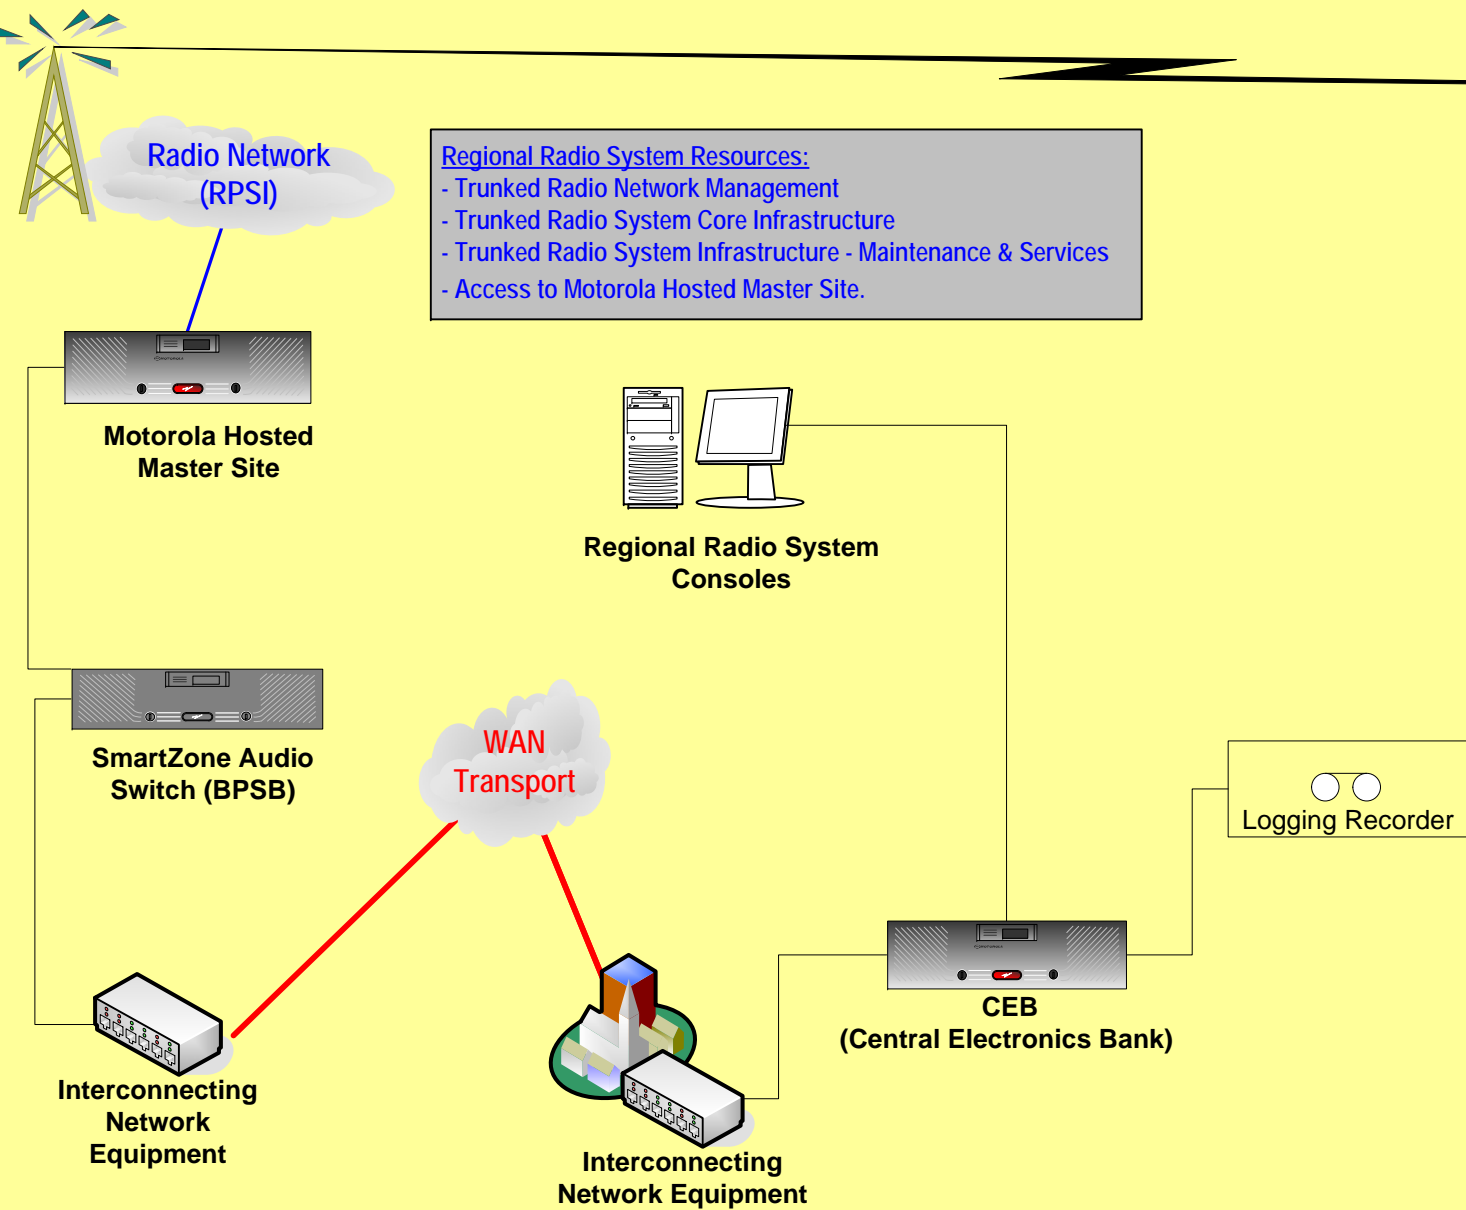 Radio Network
(RPSI)
Regional Radio System Resources:
- Trunked Radio Network Management
- Trunked Radio System Core Infrastructure
- Trunked Radio System Infrastructure - Maintenance & Services
- Access to Motorola Hosted Master Site.
Motorola Hosted
Master Site
Regional Radio System
Consoles
SmartZone Audio
Switch (BPSB)
WAN
Transport
Logging Recorder
CEB
(Central Electronics Bank)
Interconnecting
Network
Equipment
Interconnecting
Network Equipment